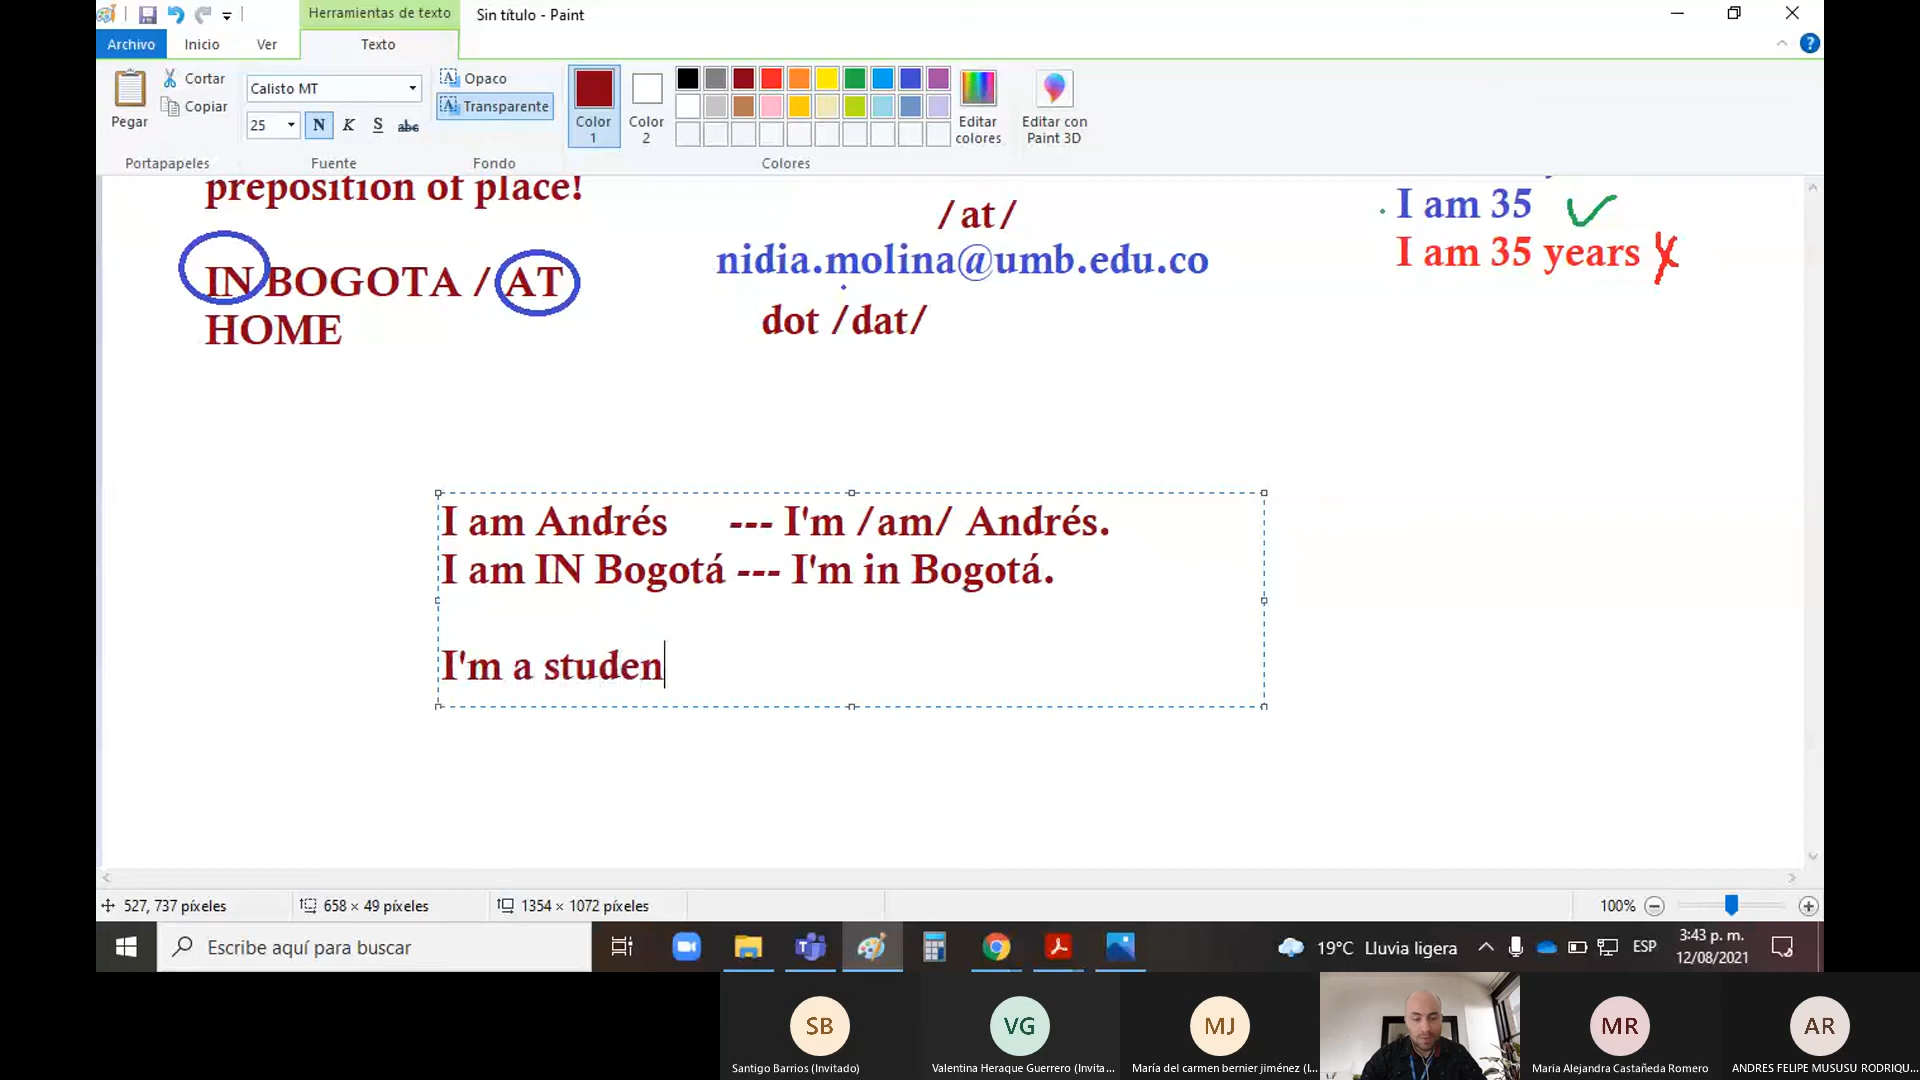 Herramientas de texto
Sin título - Paint
Archivo
Inicio
Ver
Texto
Pegar
Cortar
Copiar
Portapapeles
Calisto MT
25
N K S abc
Fuente
Opaco
Transparente
Fondo
Color
1
Color
2
Editar
colores
Colores
Editar con
Paint 3D
preposition of place!
IN BOGOTA / AT
HOME
/at/
nidia.molina@umb.edu.co
dot /dat/
I am 35
I am 35 years
I am Andrés --- I'm /am/ Andrés.
I am IN Bogotá --- I'm in Bogotá.
I'm a studen
527, 737 píxeles
658 × 49 píxeles
1354 × 1072 píxeles
100%
Escribe aquí para buscar
19°C Lluvia ligera
ESP
3:43 p. m.
12/08/2021
SB
VG
MJ
MR
AR
Santigo Barrios (Invitado)
Valentina Heraque Guerrero (Invita...
María del carmen bernier jiménez (I...
Maria Alejandra Castañeda Romero
ANDRES FELIPE MUSUSU RODRIQU...